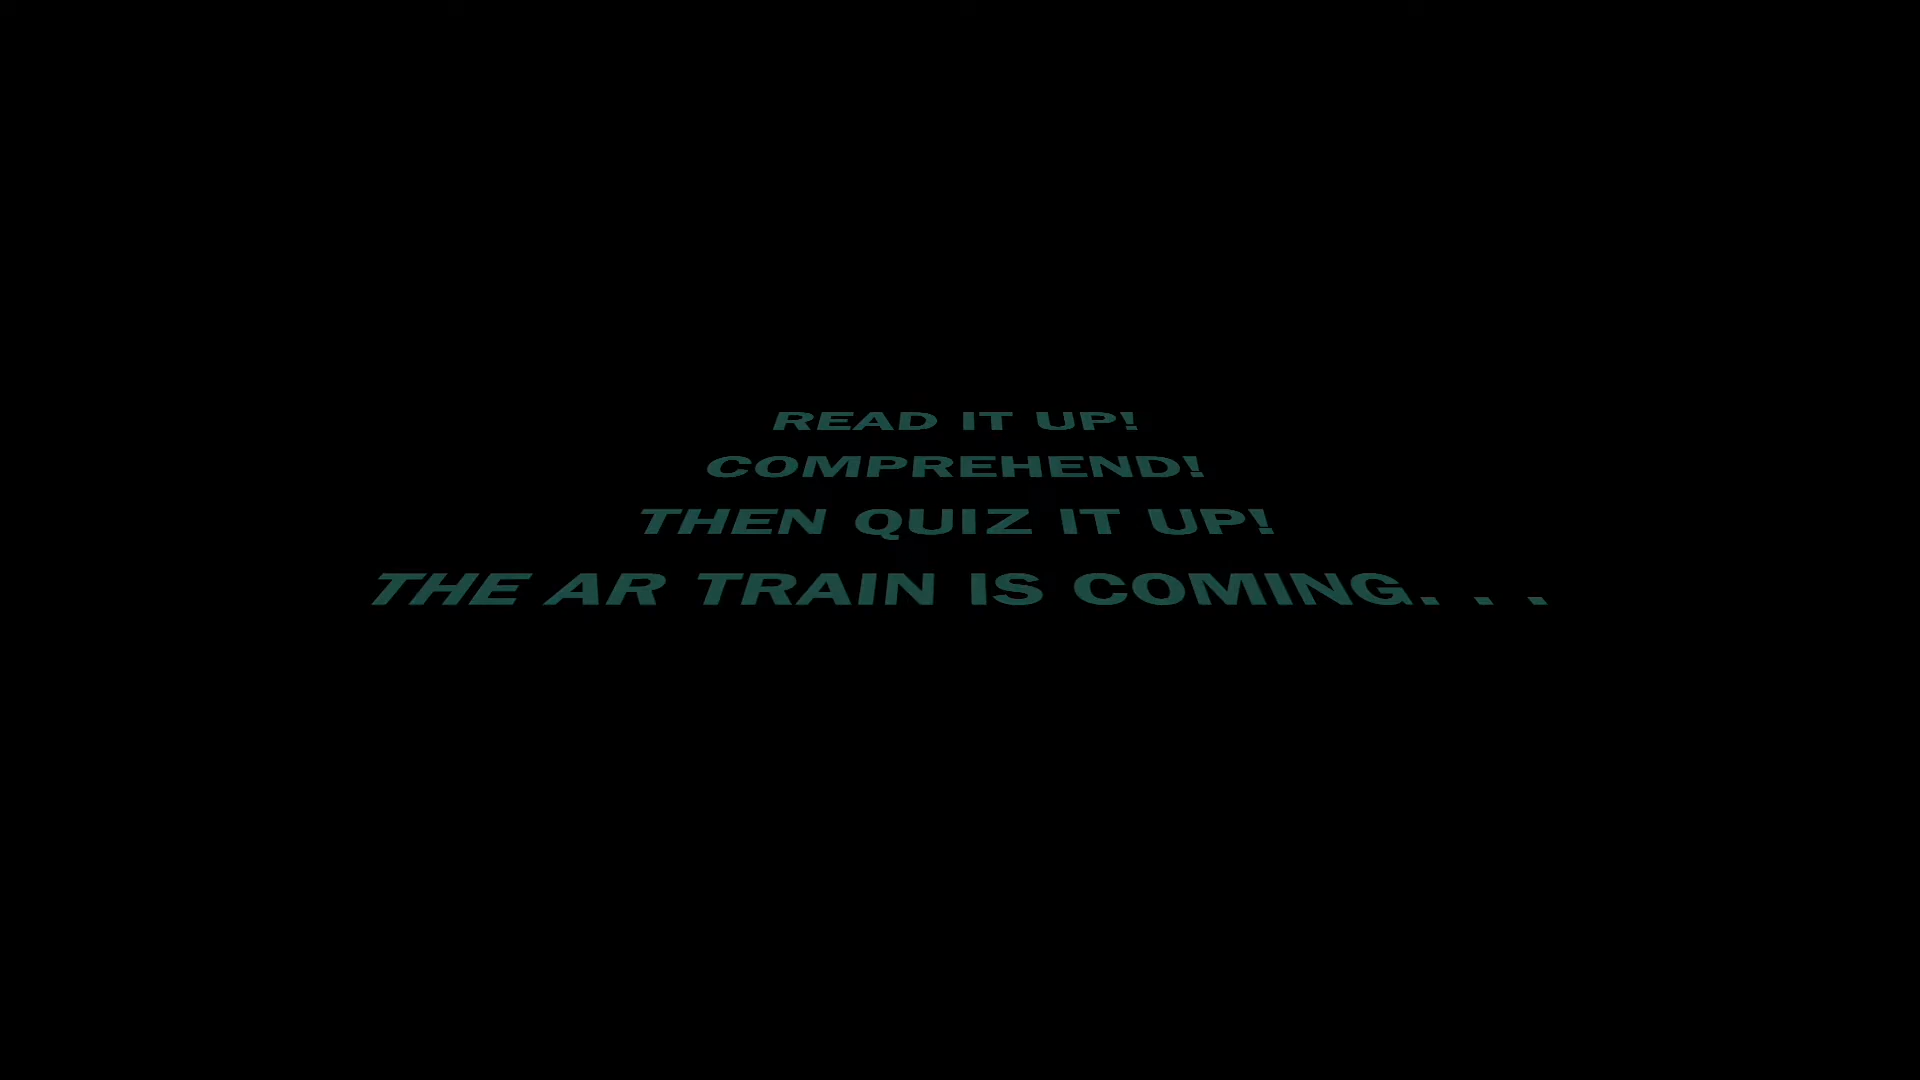 READ IT UP!
COMPREHEND!
THEN QUIZ IT UP!
THE AR TRAIN IS COMING. . .